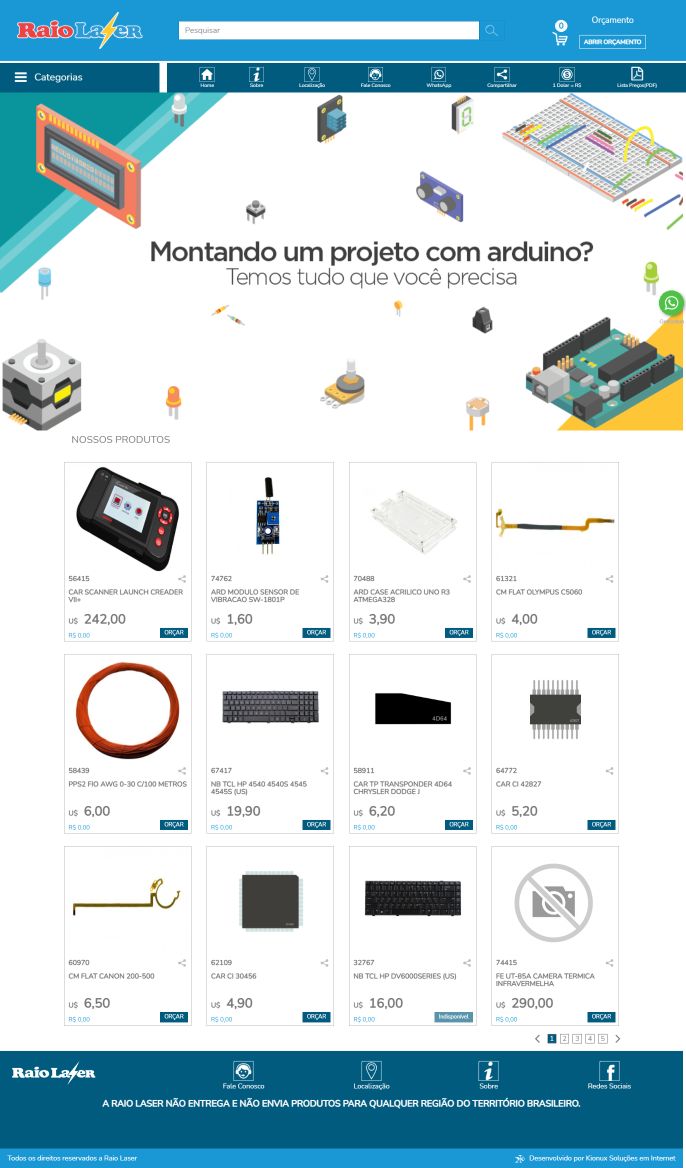 Raio Laser
Pesquisar
0
Orçamento
ABRIR ORÇAMENTO
Categorias
Home
Sobre
Localização
Fale Conosco
WhatsApp
Compartilhar
1 Dolar = R$
Lista Preços(PDF)
Montando um projeto com arduino?
Temos tudo que você precisa
NOSSOS PRODUTOS
56415
CAR SCANNER LAUNCH CREADER
VII+
U$ 242,00
R$ 0,00
ORÇAR
74762
ARD MODULO SENSOR DE
VIBRACAO SW-1801P
U$ 1,60
R$ 0,00
ORÇAR
70488
ARD CASE ACRILICO UNO R3
ATMEGA328
U$ 3,90
R$ 0,00
ORÇAR
61321
CM FLAT OLYMPUS C5060
U$ 4,00
R$ 0,00
ORÇAR
58439
PPS2 FIO AWG 0-30 C/100 METROS
U$ 6,00
R$ 0,00
ORÇAR
67417
NB TCL HP 4540 4540S 4545
4545S (US)
U$ 19,90
R$ 0,00
ORÇAR
4D64
58911
CAR TP TRANSPONDER 4D64
CHRYSLER DODGE J
U$ 6,20
R$ 0,00
ORÇAR
64772
CAR CI 42827
U$ 5,20
R$ 0,00
ORÇAR
60970
CM FLAT CANON 200-500
U$ 6,50
R$ 0,00
ORÇAR
62109
CAR CI 30456
U$ 4,90
R$ 0,00
ORÇAR
32767
NB TCL HP DV6000SERIES (US)
U$ 16,00
R$ 0,00
Indisponível
74415
FE UT-85A CAMERA TERMICA
INFRAVERMELHA
U$ 290,00
R$ 0,00
ORÇAR
1 2 3 4 5
Raio Laser
Fale Conosco
Localização
Sobre
Redes Sociais
A RAIO LASER NÃO ENTREGA E NÃO ENVIA PRODUTOS PARA QUALQUER REGIÃO DO TERRITÓRIO BRASILEIRO.
Todos os direitos reservados a Raio Laser
Desenvolvido por Kionux Soluções em Internet